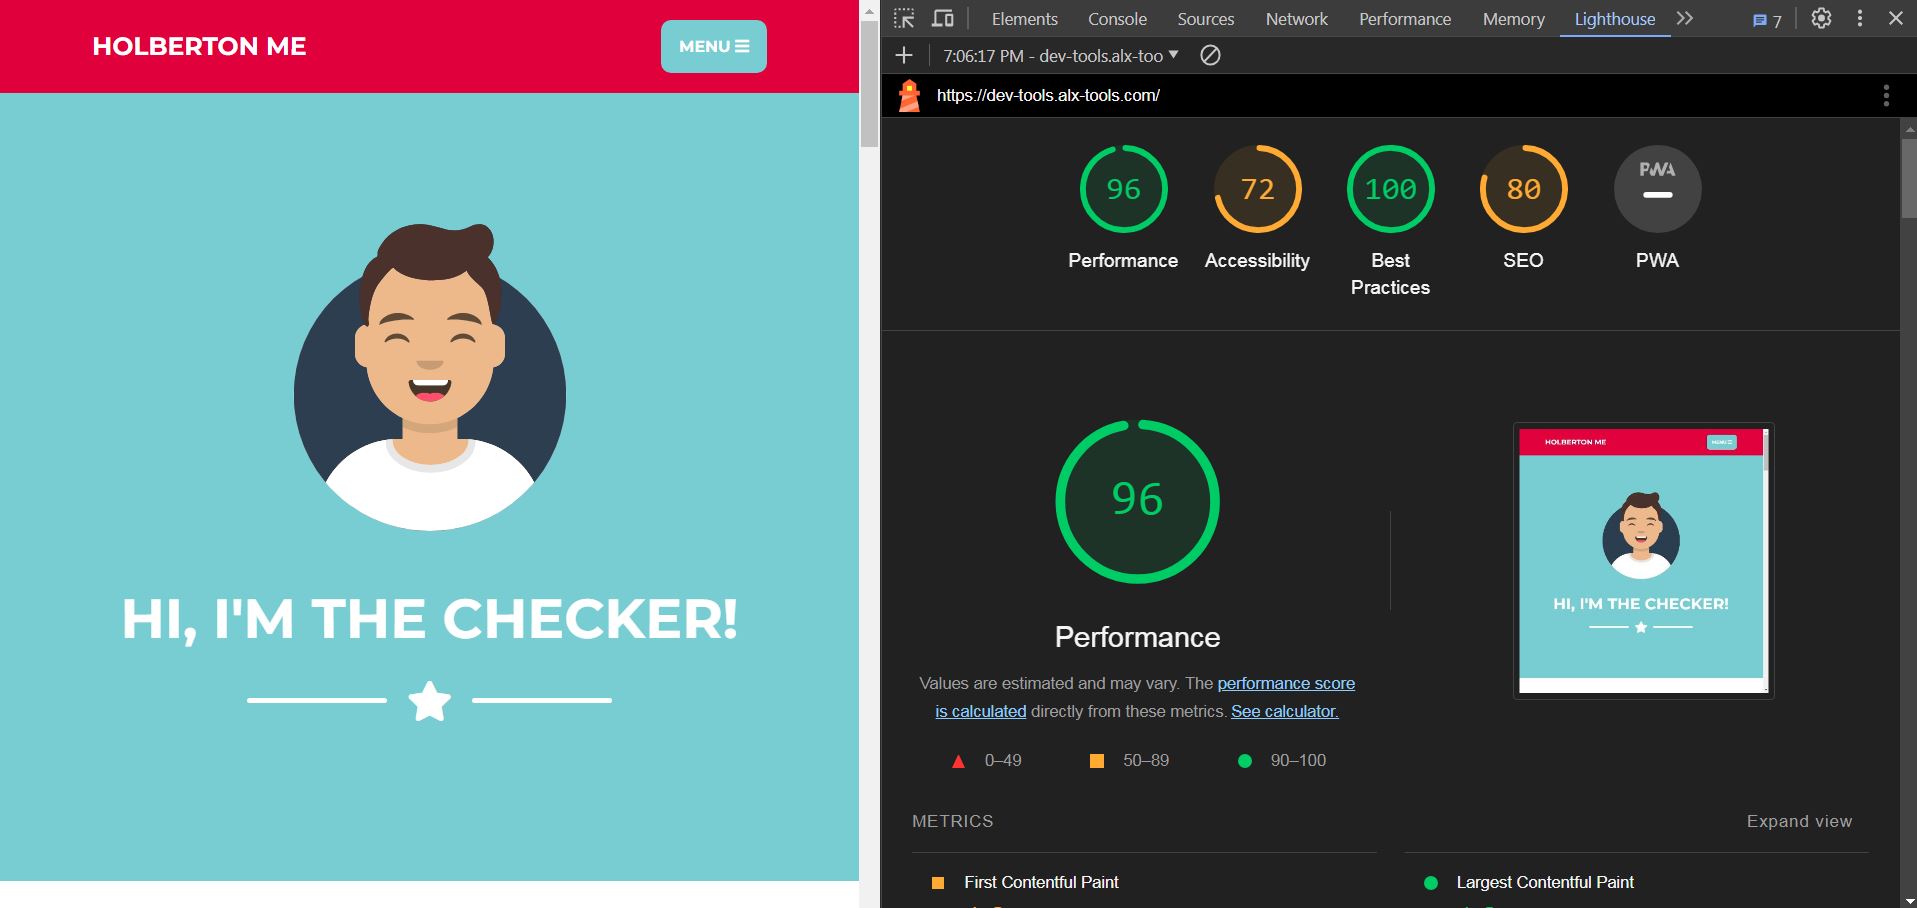 HOLBERTON ME
MENU
HI, I'M THE CHECKER!
Elements Console Sources Network Performance Memory Lighthouse 7
7:06:17 PM - dev-tools.alx-too
https://dev-tools.alx-tools.com/
96 72 100 80 PWA
Performance Accessibility Best Practices SEO PWA
96
Performance
Values are estimated and may vary. The performance score
is calculated directly from these metrics. See calculator.
0–49 50–89 90–100
HOLBERTON ME MENU
HI, I'M THE CHECKER!
METRICS Expand view
First Contentful Paint Largest Contentful Paint